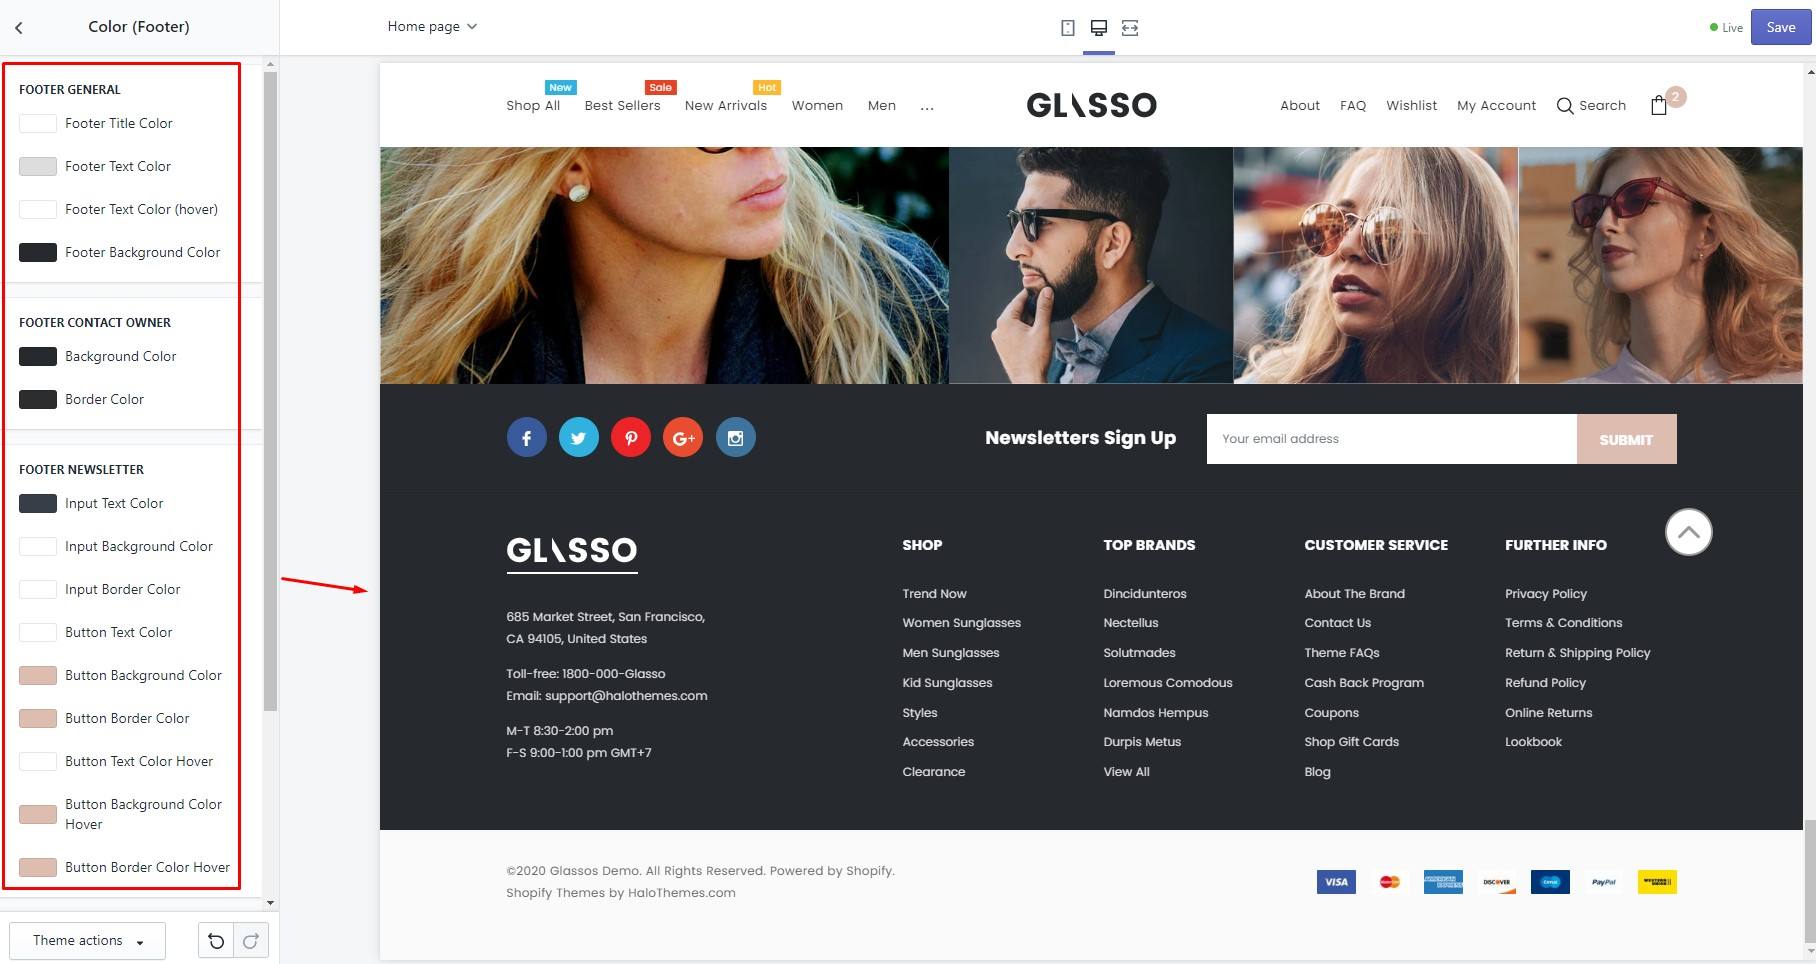 Color (Footer)
Home page
Live
Save
FOOTER GENERAL
Footer Title Color
Footer Text Color
Footer Text Color (hover)
Footer Background Color
FOOTER CONTACT OWNER
Background Color
Border Color
FOOTER NEWSLETTER
Input Text Color
Input Background Color
Input Border Color
Button Text Color
Button Background Color
Button Border Color
Button Text Color Hover
Button Background Color
Hover
Button Border Color Hover
Theme actions
New
Sale
Hot
Shop All
Best Sellers
New Arrivals
Women
Men
...
GLASSO
About
FAQ
Wishlist
My Account
Search
2
f
G+
Newsletters Sign Up
Your email address
SUBMIT
GLASSO
685 Market Street, San Francisco,
CA 94105, United States
Toll-free: 1800-000-Glasso
Email: support@halothemes.com
M-T 8:30-2:00 pm
F-S 9:00-1:00 pm GMT+7
SHOP
Trend Now
Women Sunglasses
Men Sunglasses
Kid Sunglasses
Styles
Accessories
Clearance
TOP BRANDS
Dincidunteros
Nectellus
Solutmades
Loremous Comodous
Namdos Hempus
Durpis Metus
View All
CUSTOMER SERVICE
About The Brand
Contact Us
Theme FAQs
Cash Back Program
Coupons
Shop Gift Cards
Blog
FURTHER INFO
Privacy Policy
Terms & Conditions
Return & Shipping Policy
Refund Policy
Online Returns
Lookbook
©2020 Glassos Demo. All Rights Reserved. Powered by Shopify.
Shopify Themes by HaloThemes.com
VISA
MasterCard
AMERICAN EXPRESS
DISCOVER
Cirrus
PayPal
WESTERN UNION